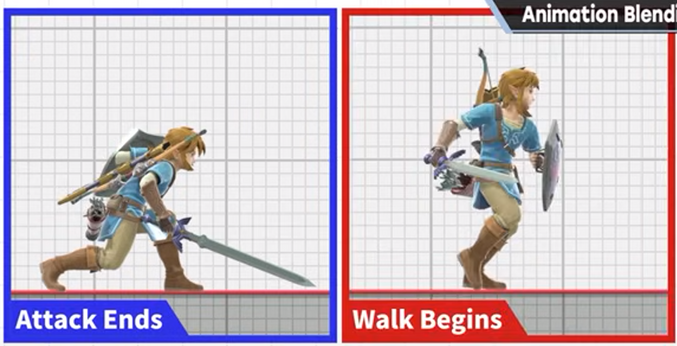 Animation Blendi
Attack Ends
Walk Begins